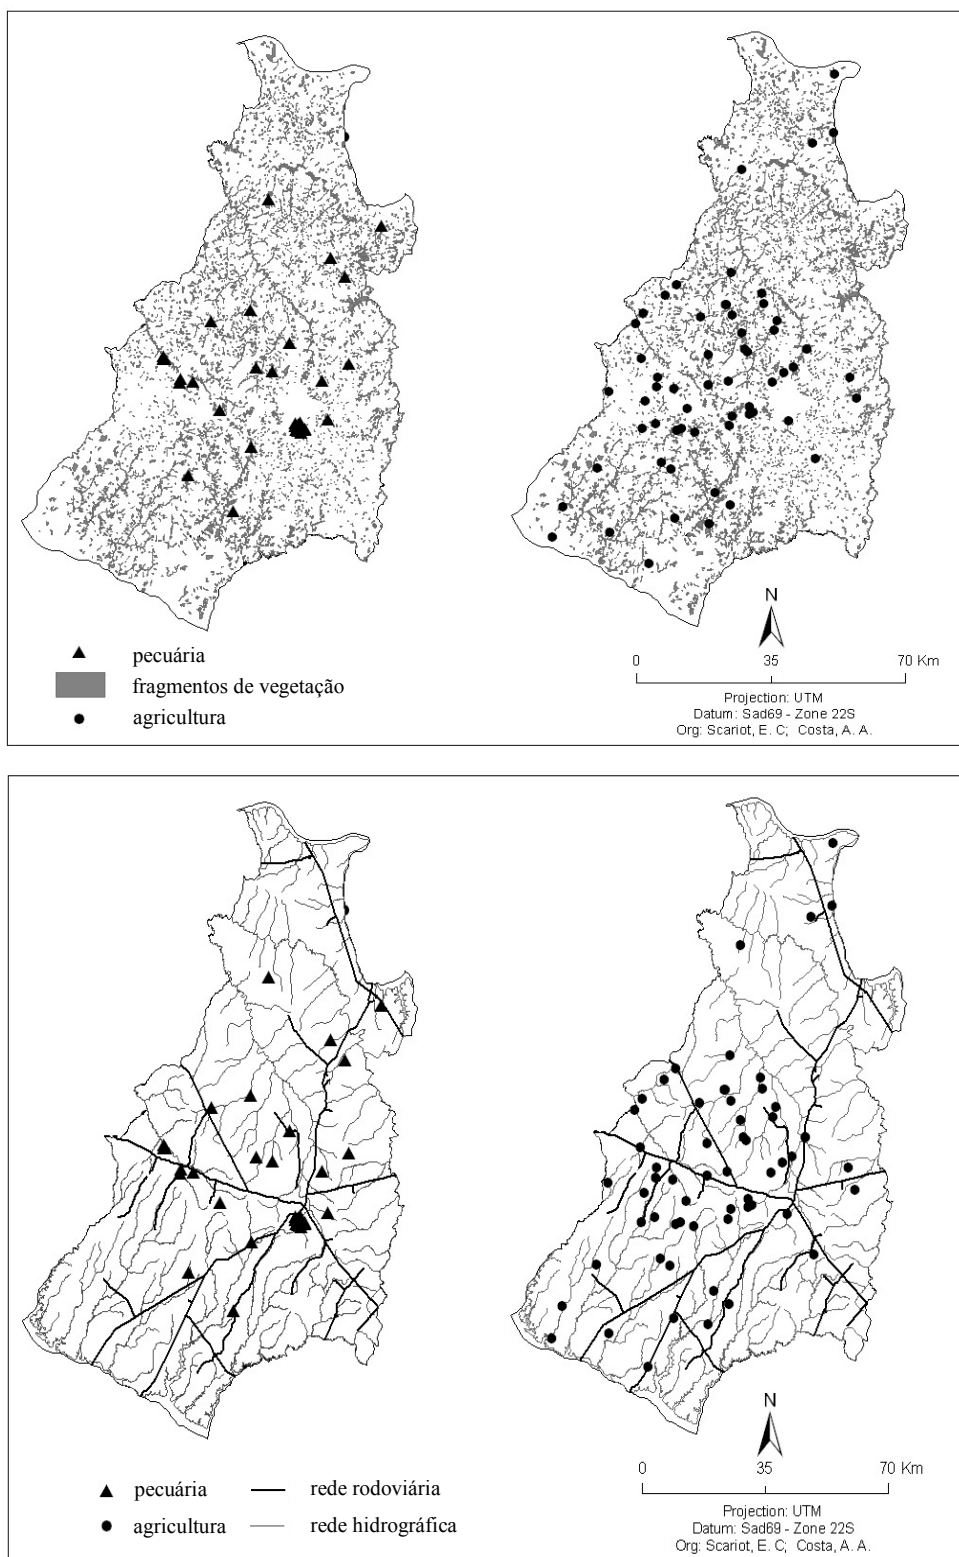 N
0 35 70 Km
Projection: UTM
Datum: Sad69 - Zone 22S
Org: Scariot, E. C; Costa, A. A.
pecuária
fragmentos de vegetação
agricultura
N
0 35 70 Km
Projection: UTM
Datum: Sad69 - Zone 22S
Org: Scariot, E. C; Costa, A. A.
pecuária rede rodoviária
agricultura rede hidrográfica